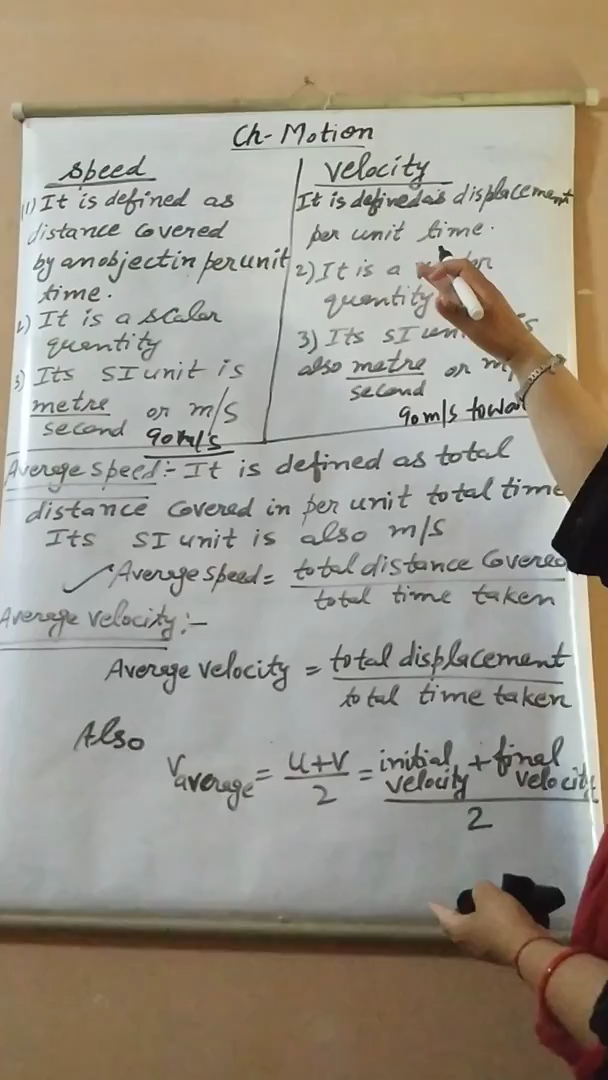 Ch- Motion
Speed
(1) It is defined as
distance covered
by an object in per unit
time.
2) It is a scalar
quantity
3) Its SI unit is
metre
second or m/s
90m/s
velocity
It is defined as displacement
per unit time.
2) It is a
quantity
3) Its SI
also metre or
second
90 m/s
Average speed:- It is defined as total
distance covered in per unit total time
Its SI unit is also m/s
✓ Average speed = total distance covered
total time taken
Average velocity:-
Average velocity = total displacement
total time taken
Also
Vaverage = u+v = initial velocity + final velocity
2 2